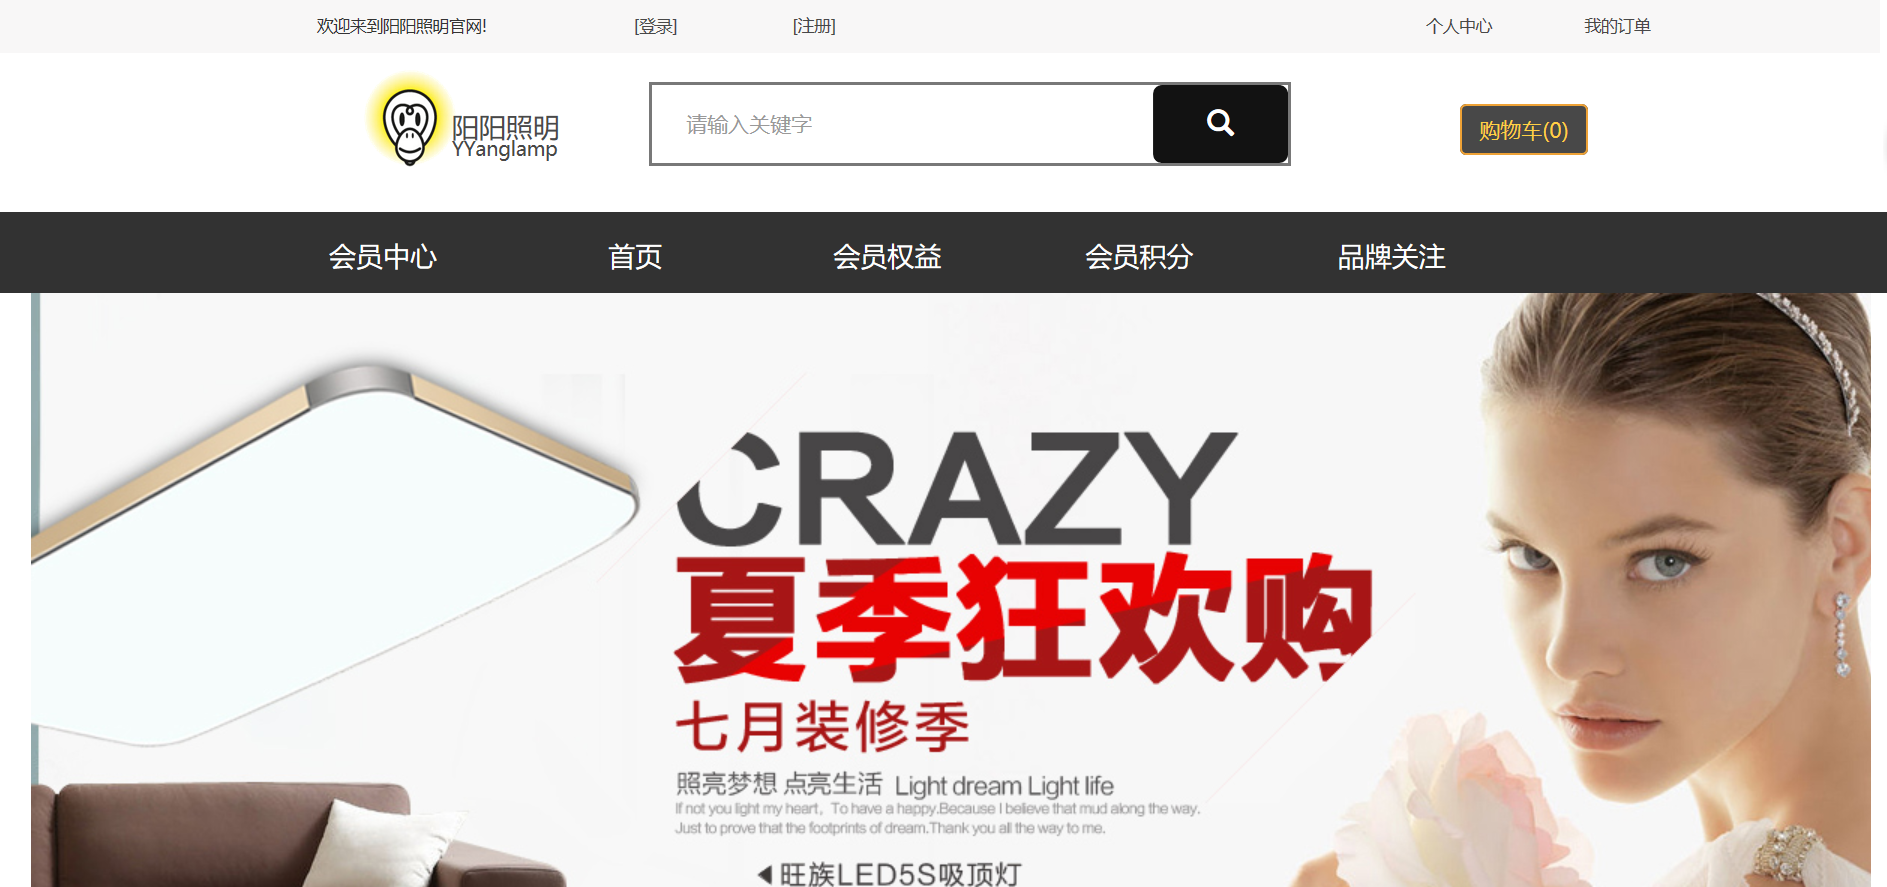 欢迎来到阳阳照明官网!  [登录]  [注册]  个人中心  我的订单
阳阳照明
YYanglamp
请输入关键字
购物车(0)
会员中心  首页  会员权益  会员积分  品牌关注
CRAZY
夏季狂欢购
七月装修季
照亮梦想 点亮生活 Light dream Light life
If not you light my heart，To have a happy.Because I believe that mud along the way.
Just to prove that the footprints of dream.Thank you all the way to me.
旺族LED5S吸顶灯